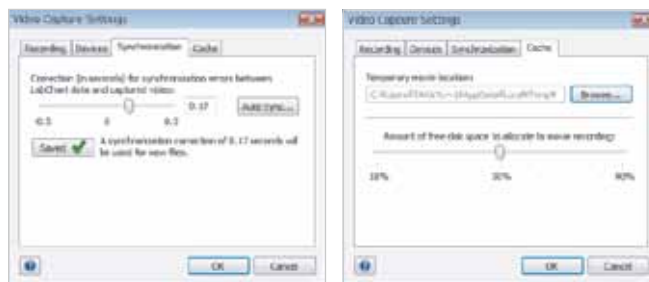 Video Capture Settings
Recording Devices Synchronization Cache
Correction (in seconds) for synchronization errors between
LabChart data and captured video:
0.17 Auto Sync...
-0.5 0 0.5
Saved A synchronization correction of 0.17 seconds will
be used for new files.
OK Cancel
Video Capture Settings
Recording Devices Synchronization Cache
Temporary movie location:
Browse...
Amount of free disk space to allocate to movie recording:
10% 50% 90%
OK Cancel